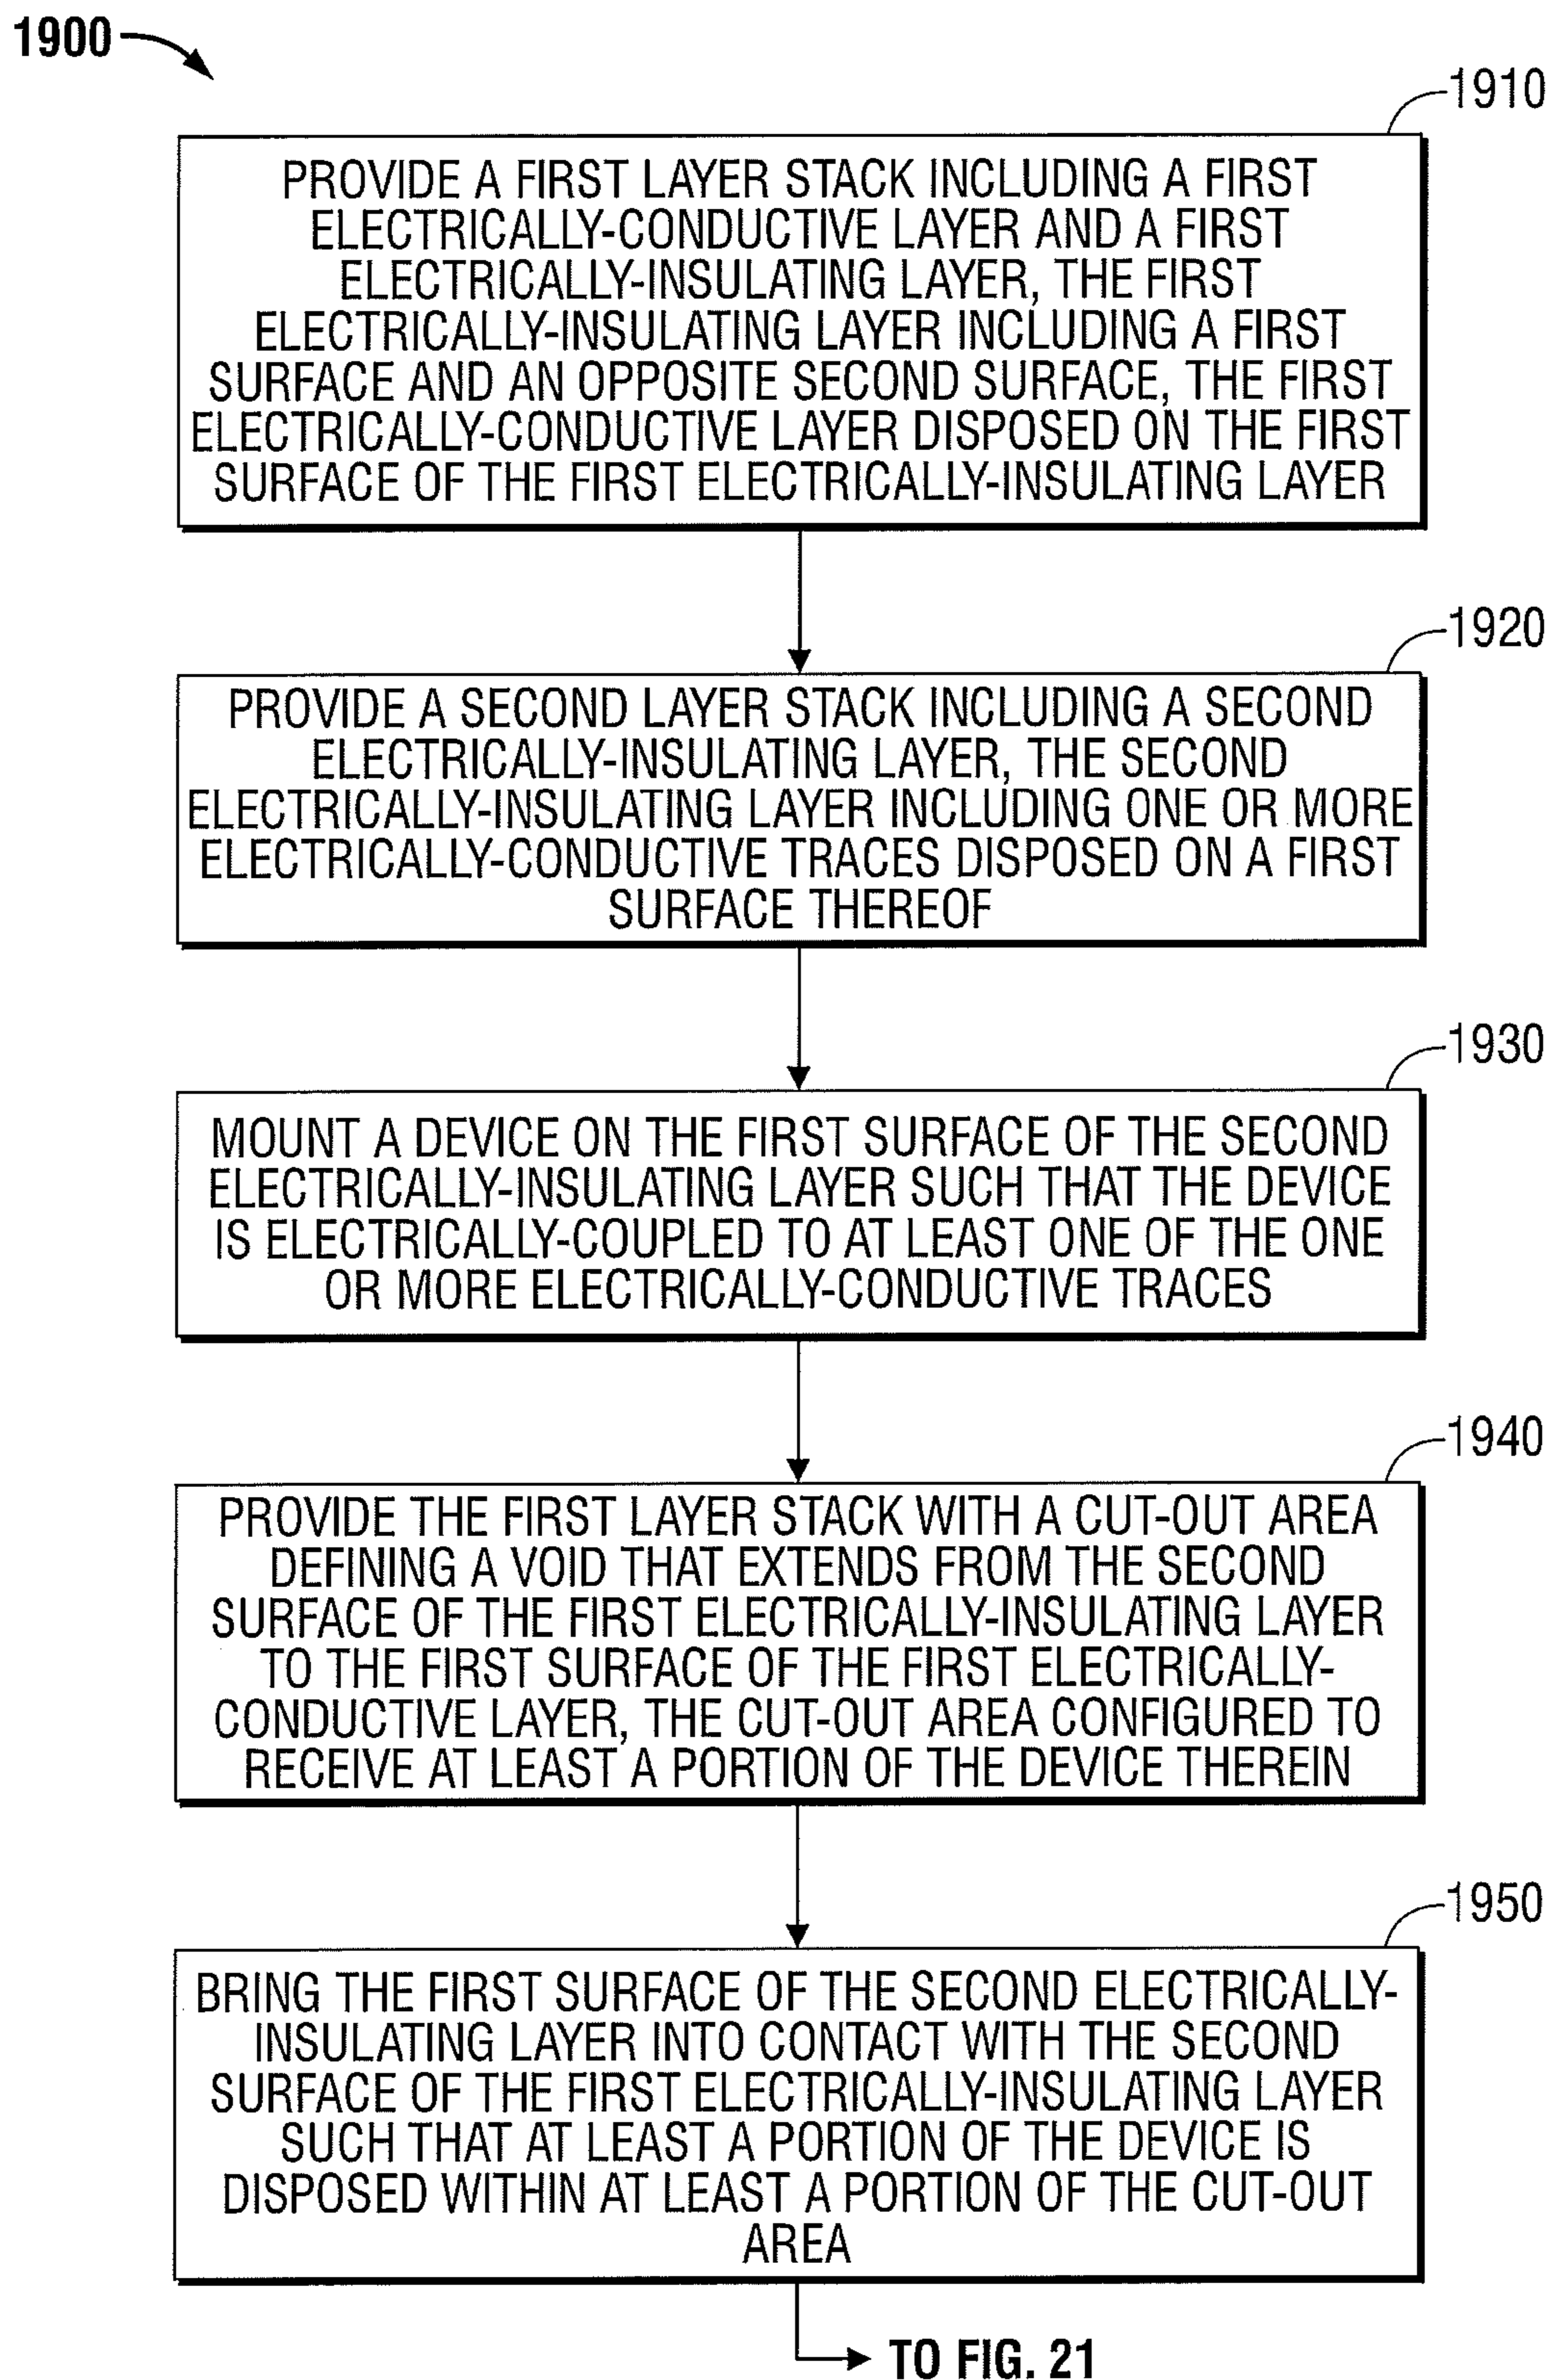 1900
1910
PROVIDE A FIRST LAYER STACK INCLUDING A FIRST
ELECTRICALLY-CONDUCTIVE LAYER AND A FIRST
ELECTRICALLY-INSULATING LAYER, THE FIRST
ELECTRICALLY-INSULATING LAYER INCLUDING A FIRST
SURFACE AND AN OPPOSITE SECOND SURFACE, THE FIRST
ELECTRICALLY-CONDUCTIVE LAYER DISPOSED ON THE FIRST
SURFACE OF THE FIRST ELECTRICALLY-INSULATING LAYER
1920
PROVIDE A SECOND LAYER STACK INCLUDING A SECOND
ELECTRICALLY-INSULATING LAYER, THE SECOND
ELECTRICALLY-INSULATING LAYER INCLUDING ONE OR MORE
ELECTRICALLY-CONDUCTIVE TRACES DISPOSED ON A FIRST
SURFACE THEREOF
1930
MOUNT A DEVICE ON THE FIRST SURFACE OF THE SECOND
ELECTRICALLY-INSULATING LAYER SUCH THAT THE DEVICE
IS ELECTRICALLY-COUPLED TO AT LEAST ONE OF THE ONE
OR MORE ELECTRICALLY-CONDUCTIVE TRACES
1940
PROVIDE THE FIRST LAYER STACK WITH A CUT-OUT AREA
DEFINING A VOID THAT EXTENDS FROM THE SECOND
SURFACE OF THE FIRST ELECTRICALLY-INSULATING LAYER
TO THE FIRST SURFACE OF THE FIRST ELECTRICALLY-
CONDUCTIVE LAYER, THE CUT-OUT AREA CONFIGURED TO
RECEIVE AT LEAST A PORTION OF THE DEVICE THEREIN
1950
BRING THE FIRST SURFACE OF THE SECOND ELECTRICALLY-
INSULATING LAYER INTO CONTACT WITH THE SECOND
SURFACE OF THE FIRST ELECTRICALLY-INSULATING LAYER
SUCH THAT AT LEAST A PORTION OF THE DEVICE IS
DISPOSED WITHIN AT LEAST A PORTION OF THE CUT-OUT
AREA
TO FIG. 21